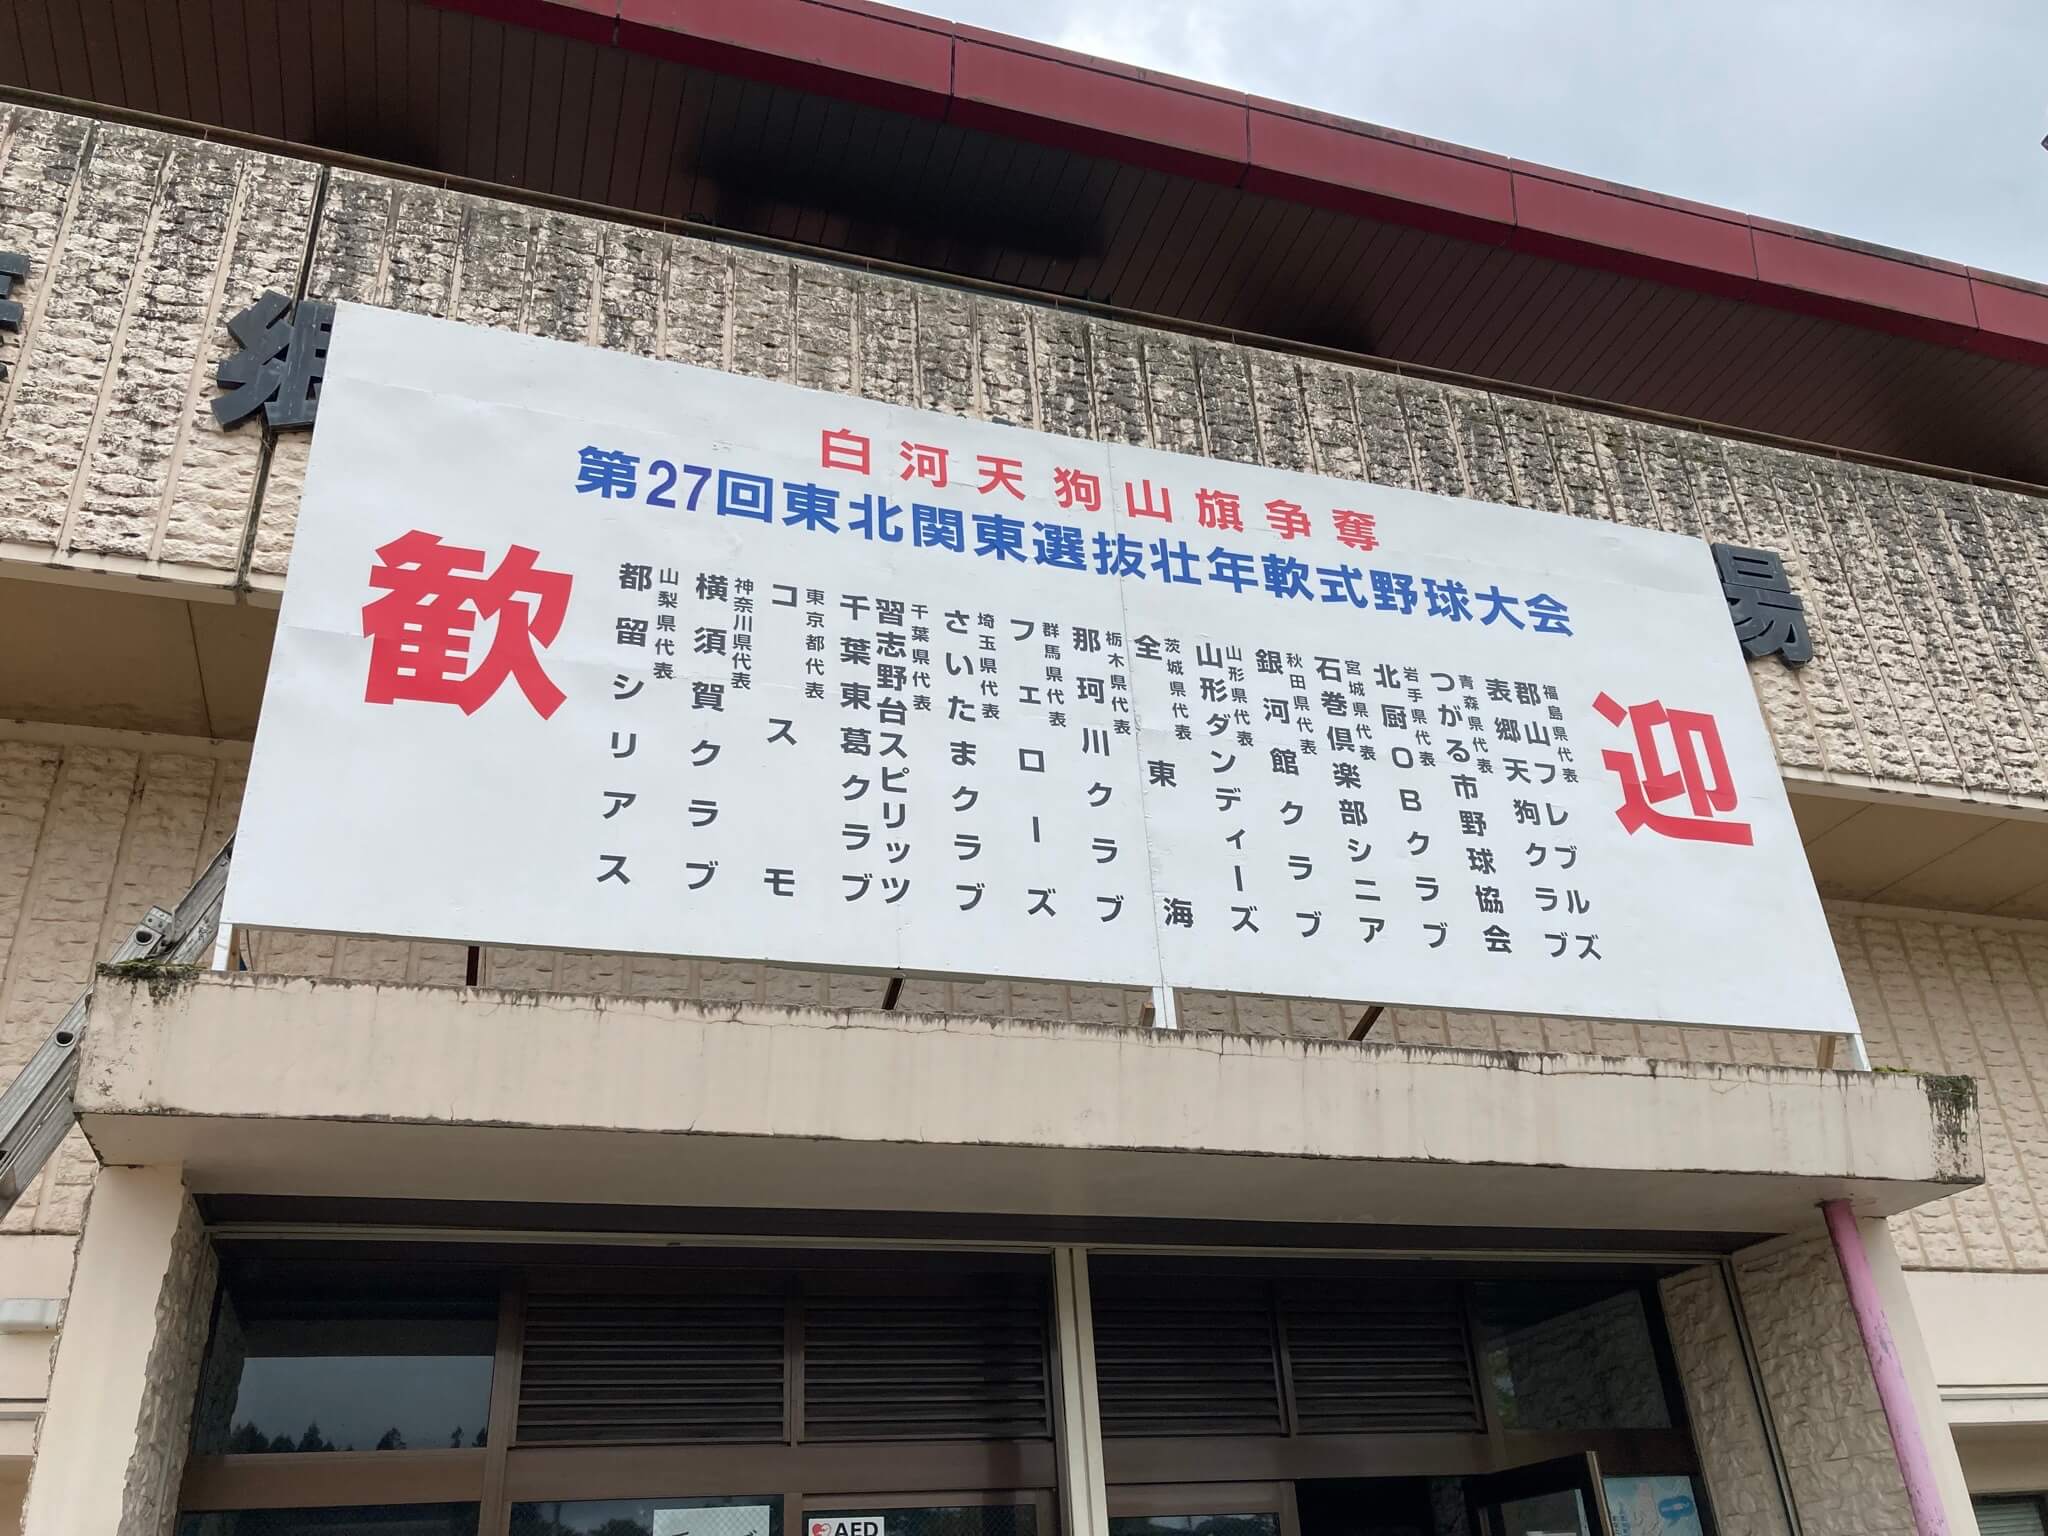 白河天狗山旗争奪
第27回東北関東選抜壮年軟式野球大会
歓
迎
福島県代表
郡山フレブルズ
表郷天狗クラブ
青森県代表
つがる市野球協会
岩手県代表
北厨OBクラブ
宮城県代表
石巻倶楽部シニア
秋田県代表
銀河館クラブ
山形県代表
山形ダンディーズ
茨城県代表
全東海
栃木県代表
那珂川クラブ
群馬県代表
フェローズ
埼玉県代表
さいたまクラブ
千葉県代表
習志野台スピリッツ
千葉東葛クラブ
東京都代表
コスモ
神奈川県代表
横須賀クラブ
山梨県代表
都留シリアス
AED